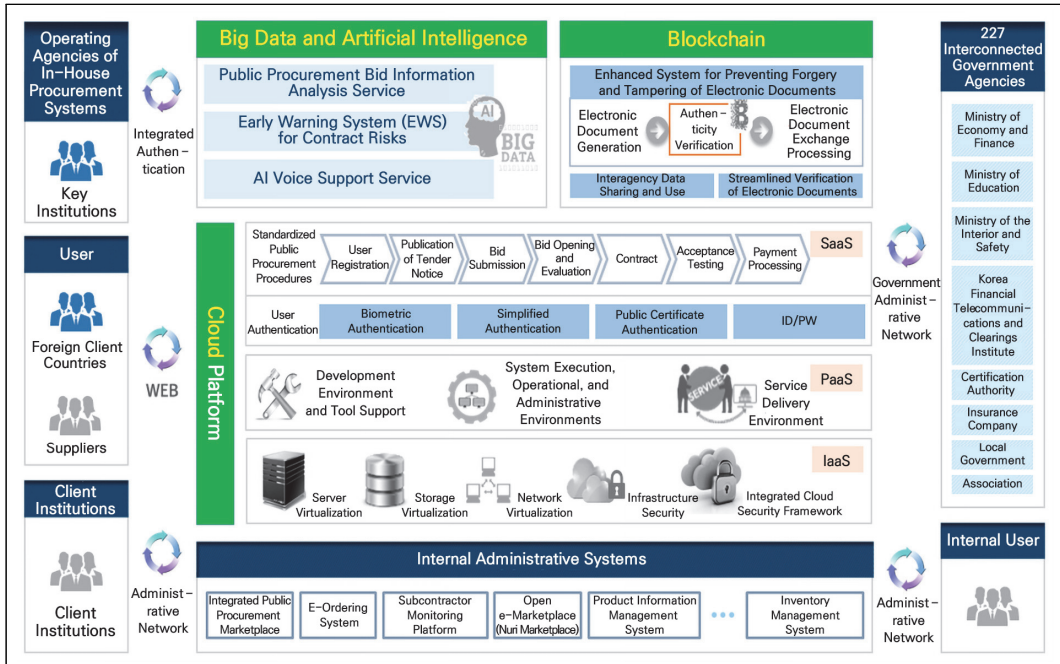 Operating
Agencies of
In-House
Procurement
Systems
Key
Institutions
Integrated
Authen –
tication
User
Foreign Client
Countries
Suppliers
WEB
Client
Institutions
Client
Institutions
Administ –
rative
Network
Big Data and Artificial Intelligence
Public Procurement Bid Information
Analysis Service
Early Warning System (EWS)
for Contract Risks
AI Voice Support Service
AI
BIG
DATA
Blockchain
Enhanced System for Preventing Forgery
and Tampering of Electronic Documents
Electronic
Document
Generation
Authen –
ticity
Verification
Electronic
Document
Exchange
Processing
Interagency Data
Sharing and Use
Streamlined Verification
of Electronic Documents
Cloud Platform
Standardized
Public
Procurement
Procedures
User
Registration
Publication
of Tender
Notice
Bid
Submission
Bid Opening
and
Evaluation
Contract
Acceptance
Testing
Payment
Processing
SaaS
User
Authentication
Biometric
Authentication
Simplified
Authentication
Public Certificate
Authentication
ID/PW
Development
Environment
and Tool Support
System Execution,
Operational, and
Administrative
Environments
SERVICE
Service
Delivery
Environment
PaaS
Server
Virtualization
Storage
Virtualization
Network
Virtualization
Infrastructure
Security
Integrated Cloud
Security Framework
IaaS
Internal Administrative Systems
Integrated Public
Procurement
Marketplace
E-Ordering
System
Subcontractor
Monitoring
Platform
Open
e-Marketplace
(Nuri Marketplace)
Product Information
Management
System
Inventory
Management
System
Government
Administ –
rative
Network
Administ –
rative
Network
227
Interconnected
Government
Agencies
Ministry of
Economy and
Finance
Ministry of
Education
Ministry of the
Interior and
Safety
Korea
Financial
Telecommuni–
cations and
Clearings
Institute
Certification
Authority
Insurance
Company
Local
Government
Association
Internal User